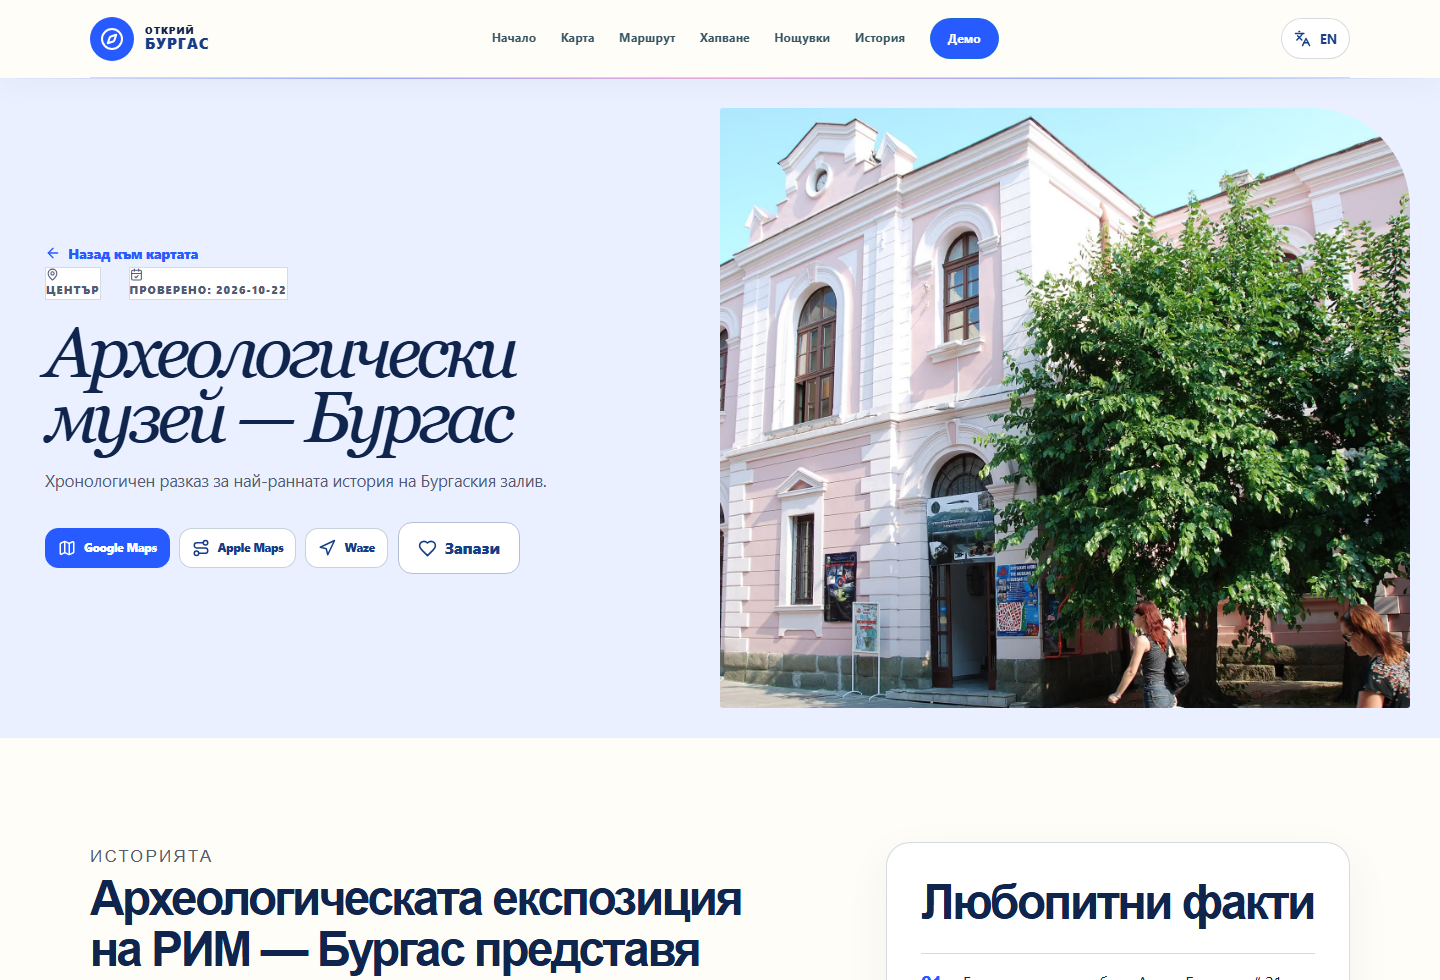 ОТКРИЙ
БУРГАС
Начало Карта Маршрут Хапване Нощувки История Демо
EN
Назад към картата
ЦЕНТЪР
ПРОВЕРЕНО: 2026-10-22
Археологически
музей — Бургас
Хронологичен разказ за най-ранната история на Бургаския залив.
Google Maps Apple Maps Waze Запази
ИСТОРИЯТА
Археологическата експозиция
на РИМ — Бургас представя
Любопитни факти